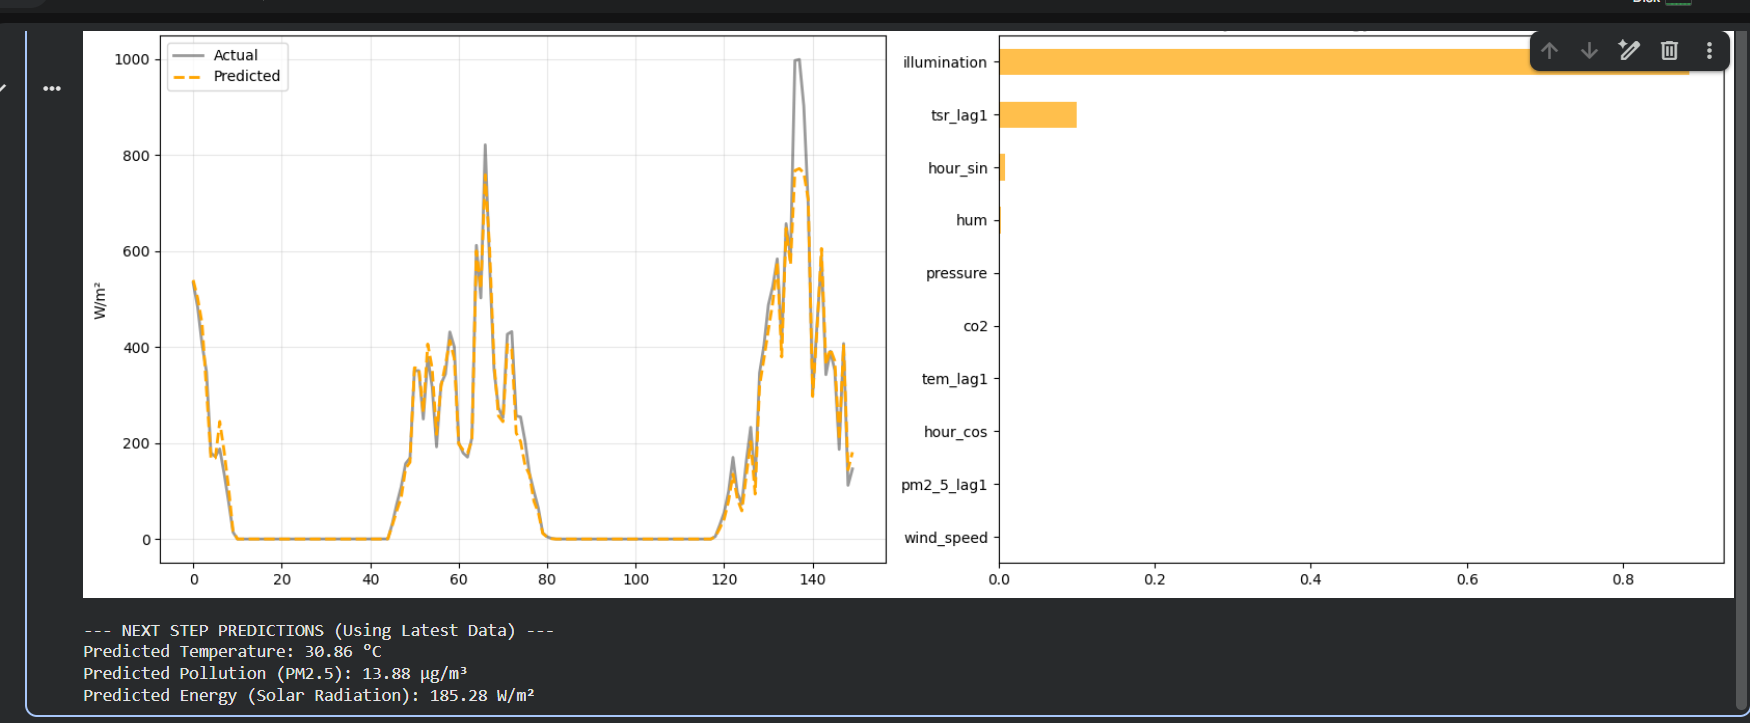 Actual
Predicted
1000
800
600
400
200
0
W/m²
0 20 40 60 80 100 120 140
illumination
tsr_lag1
hour_sin
hum
pressure
co2
tem_lag1
hour_cos
pm2_5_lag1
wind_speed
0.0 0.2 0.4 0.6 0.8
--- NEXT STEP PREDICTIONS (Using Latest Data) ---
Predicted Temperature: 30.86 °C
Predicted Pollution (PM2.5): 13.88 µg/m³
Predicted Energy (Solar Radiation): 185.28 W/m²